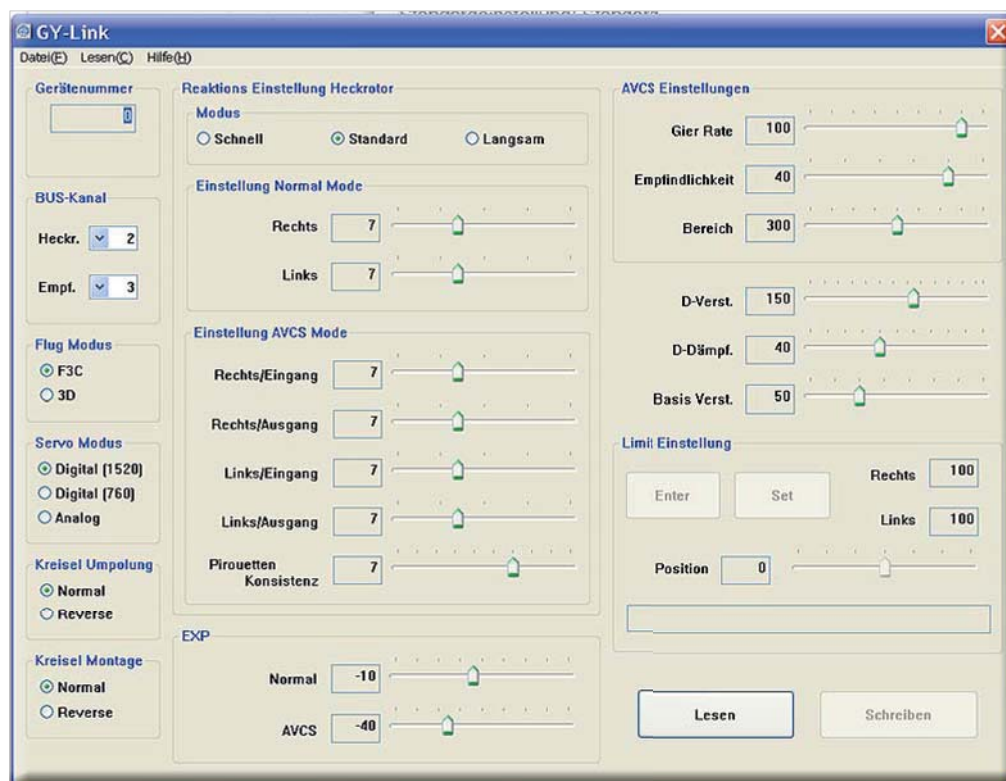 GY-Link
Datei(F) Lesen(C) Hilfe(H)
Gerätenummer
0
BUS-Kanal
Heckr. 2
Empf. 3
Flug Modus
F3C
3D
Servo Modus
Digital (1520)
Digital (760)
Analog
Kreisel Umpolung
Normal
Reverse
Kreisel Montage
Normal
Reverse
Reaktions Einstellung Heckrotor
Modus
Schnell Standard Langsam
Einstellung Normal Mode
Rechts 7
Links 7
Einstellung AVCS Mode
Rechts/Eingang 7
Rechts/Ausgang 7
Links/Eingang 7
Links/Ausgang 7
Pirouetten
Konsistenz 7
EXP
Normal -10
AVCS -40
AVCS Einstellungen
Gier Rate 100
Empfindlichkeit 40
Bereich 300
D-Verst. 150
D-Dämpf. 40
Basis Verst. 50
Limit Einstellung
Enter Set
Rechts 100
Links 100
Position 0
Lesen Schreiben